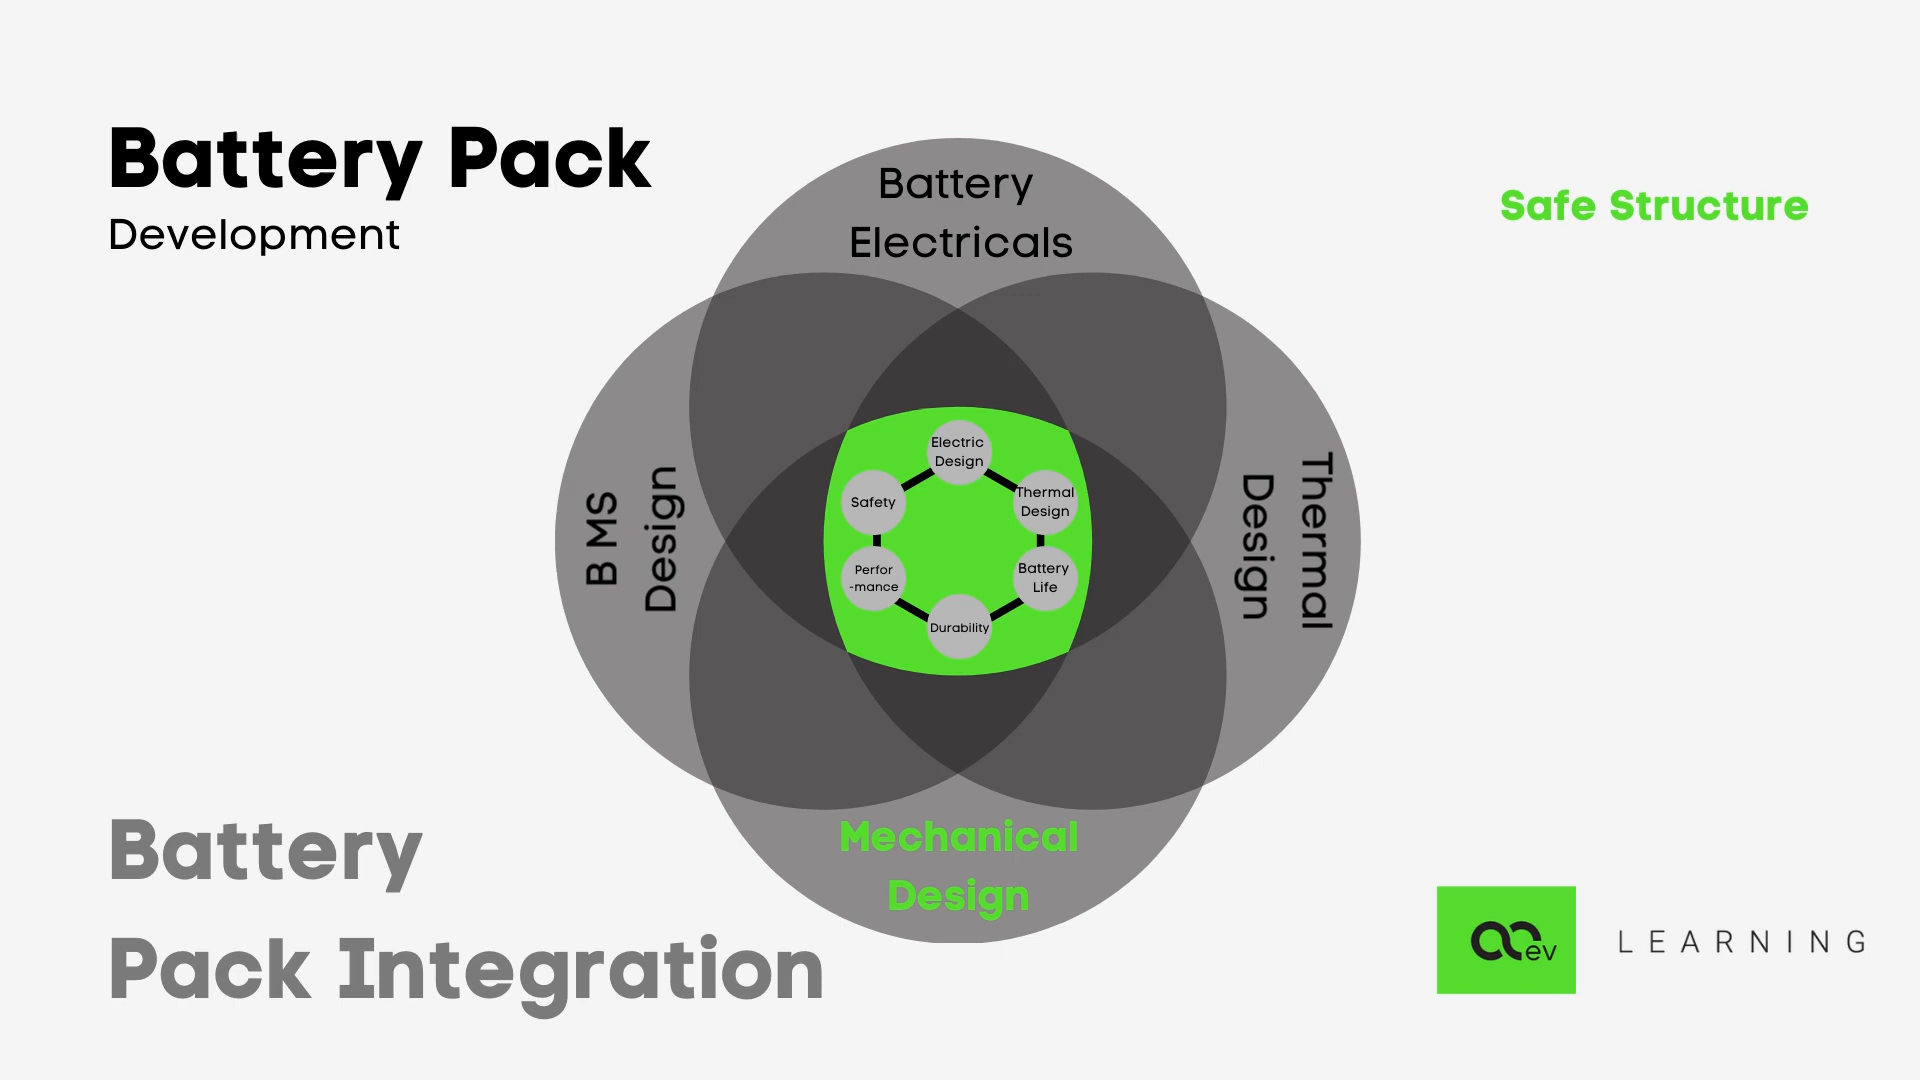 Battery Pack
Development
Battery
Electricals
Safe Structure
B MS
Design
Thermal
Design
Electric
Design
Safety
Thermal
Design
Perfor
-mance
Battery
Life
Durability
Mechanical
Design
Battery
Pack Integration
ev
LEARNING